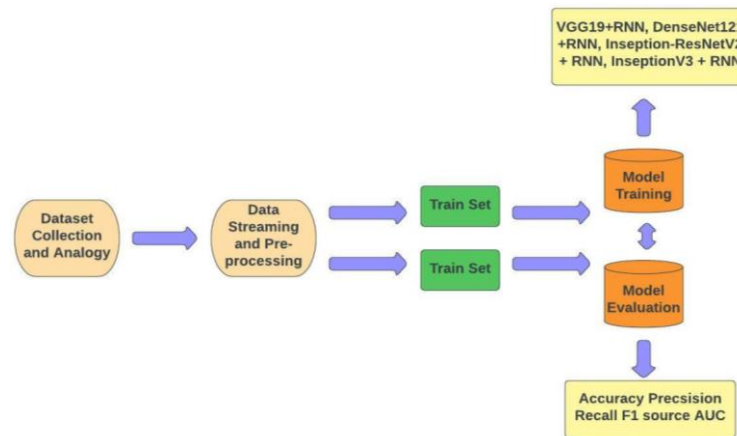 VGG19+RNN, DenseNet121
+RNN, Inseption-ResNetV2
+ RNN, InseptionV3 + RNN
Dataset
Collection
and Analogy
Data
Streaming
and Pre-
processing
Train Set
Train Set
Model
Training
Model
Evaluation
Accuracy Precsision
Recall F1 source AUC